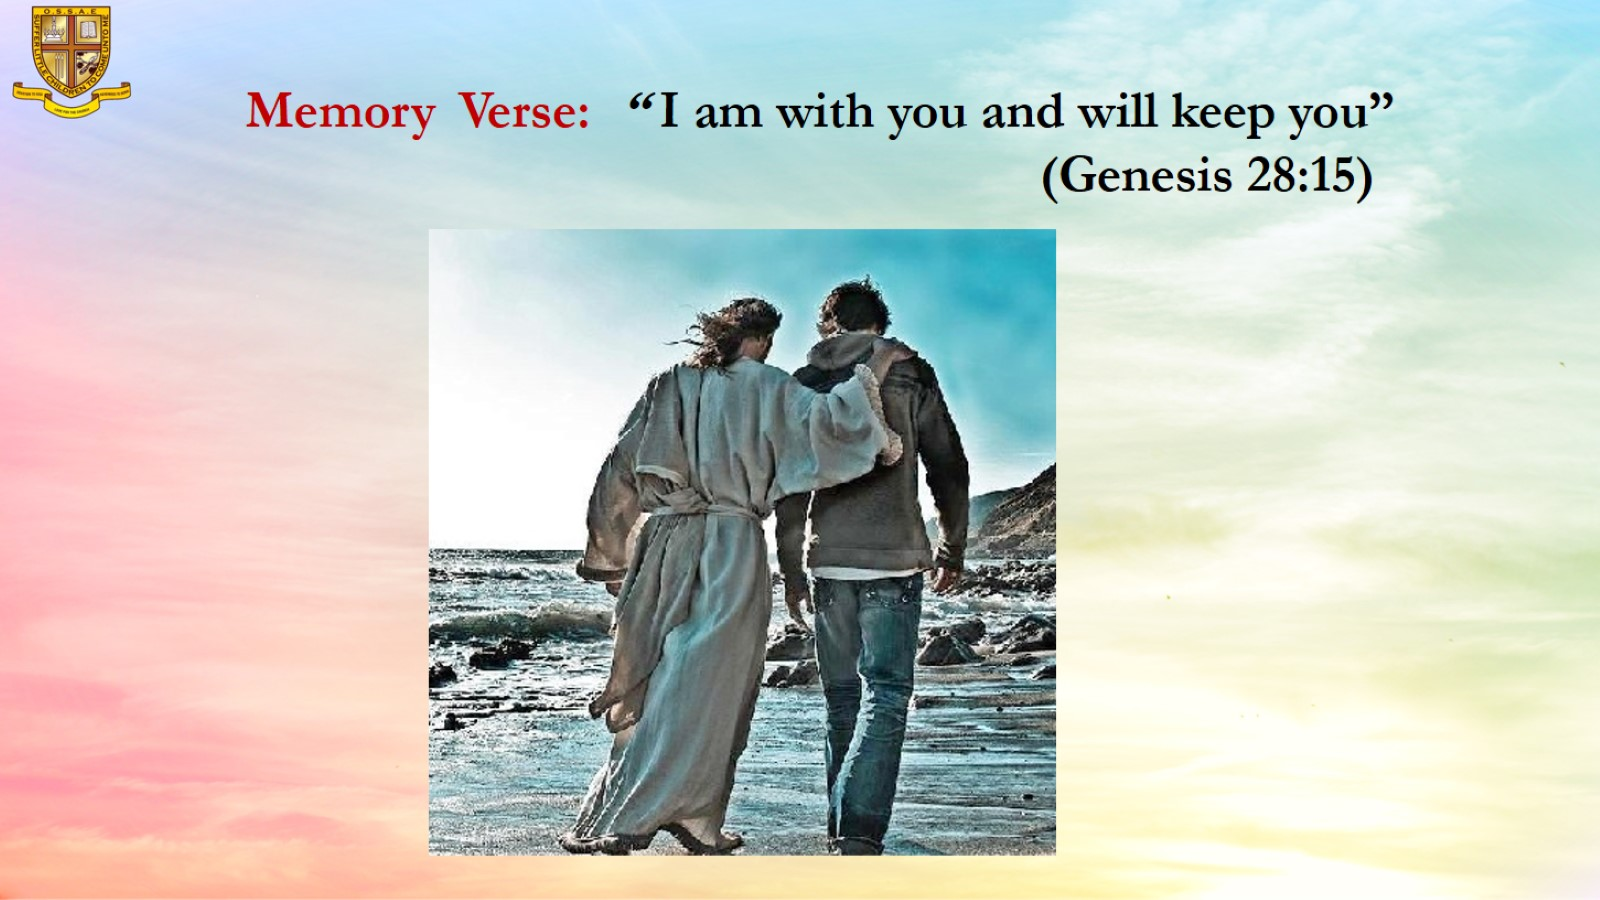 O.S.S.A.E
SUFFER LITTLE CHILDREN TO COME UNTO ME
Memory Verse: “I am with you and will keep you”
(Genesis 28:15)